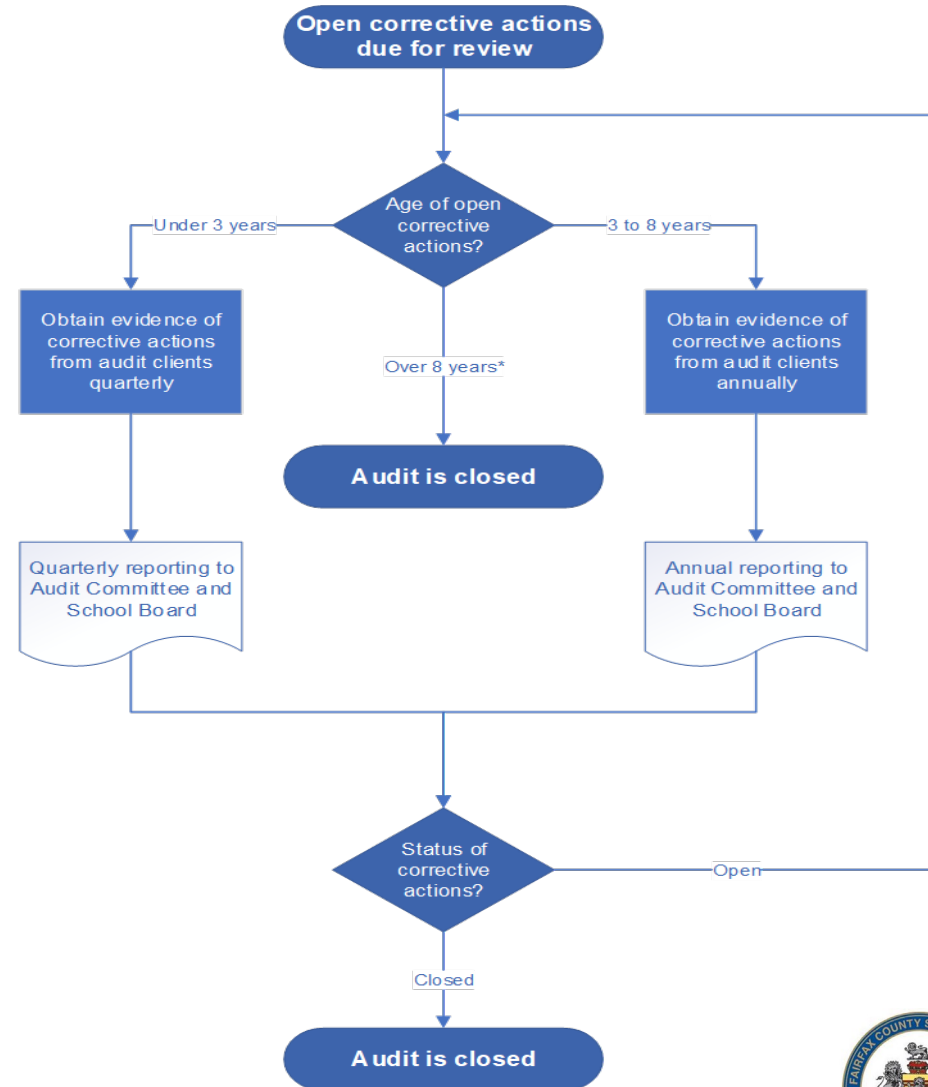 Open corrective actions
due for review
Age of open
corrective
actions?
Under 3 years
3 to 8 years
Obtain evidence of
corrective actions
from audit clients
quarterly
Over 8 years*
Obtain evidence of
corrective actions
from audit clients
annually
Audit is closed
Quarterly reporting to
Audit Committee and
School Board
Annual reporting to
Audit Committee and
School Board
Status of
corrective
actions?
Open
Closed
Audit is closed
FAIRFAX COUNTY S